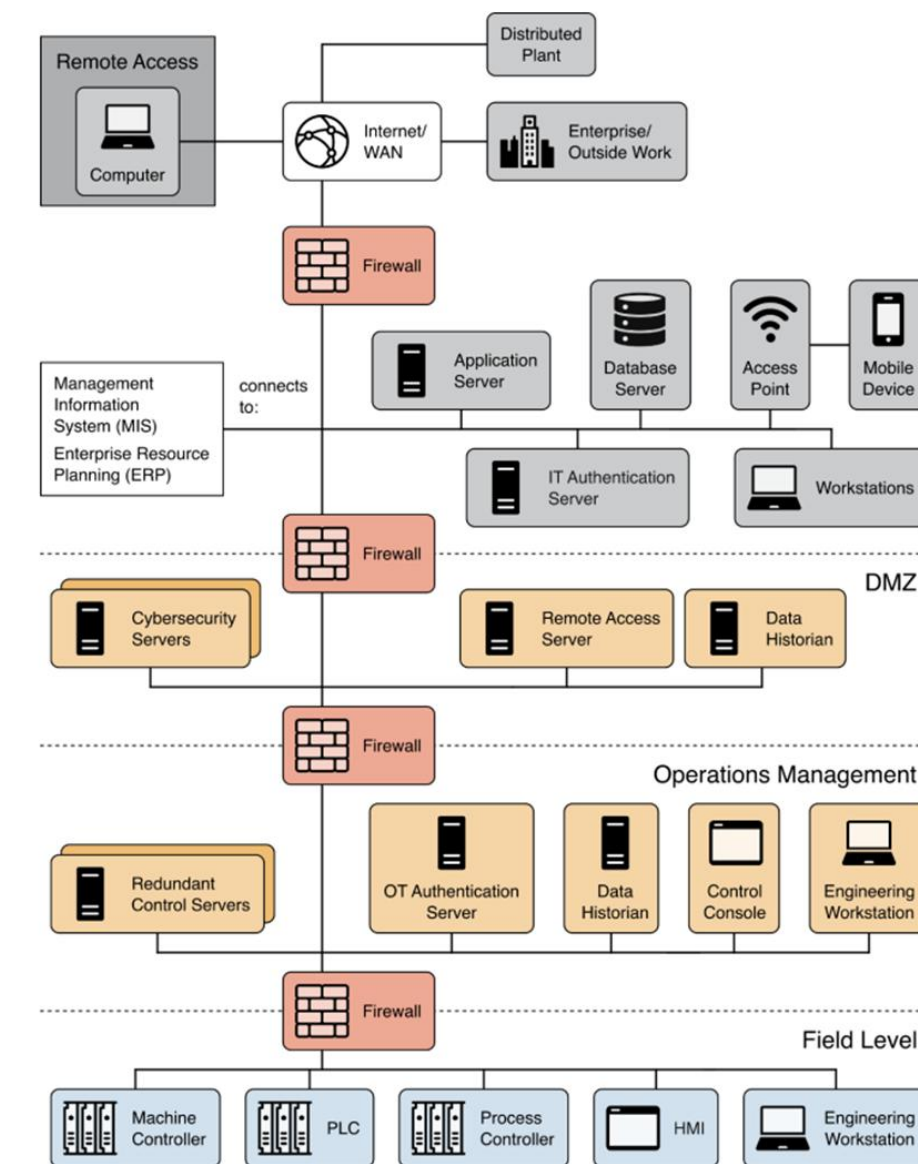 Distributed
Plant
Remote Access
Computer
Internet/
WAN
Enterprise/
Outside Work
Firewall
Application
Server
Database
Server
Access
Point
Mobile
Device
Management
Information
System (MIS)
Enterprise Resource
Planning (ERP)
connects
to:
IT Authentication
Server
Workstations
Firewall
DMZ
Cybersecurity
Servers
Remote Access
Server
Data
Historian
Firewall
Operations Management
Redundant
Control Servers
OT Authentication
Server
Data
Historian
Control
Console
Engineering
Workstation
Firewall
Field Level
Machine
Controller
PLC
Process
Controller
HMI
Engineering
Workstation